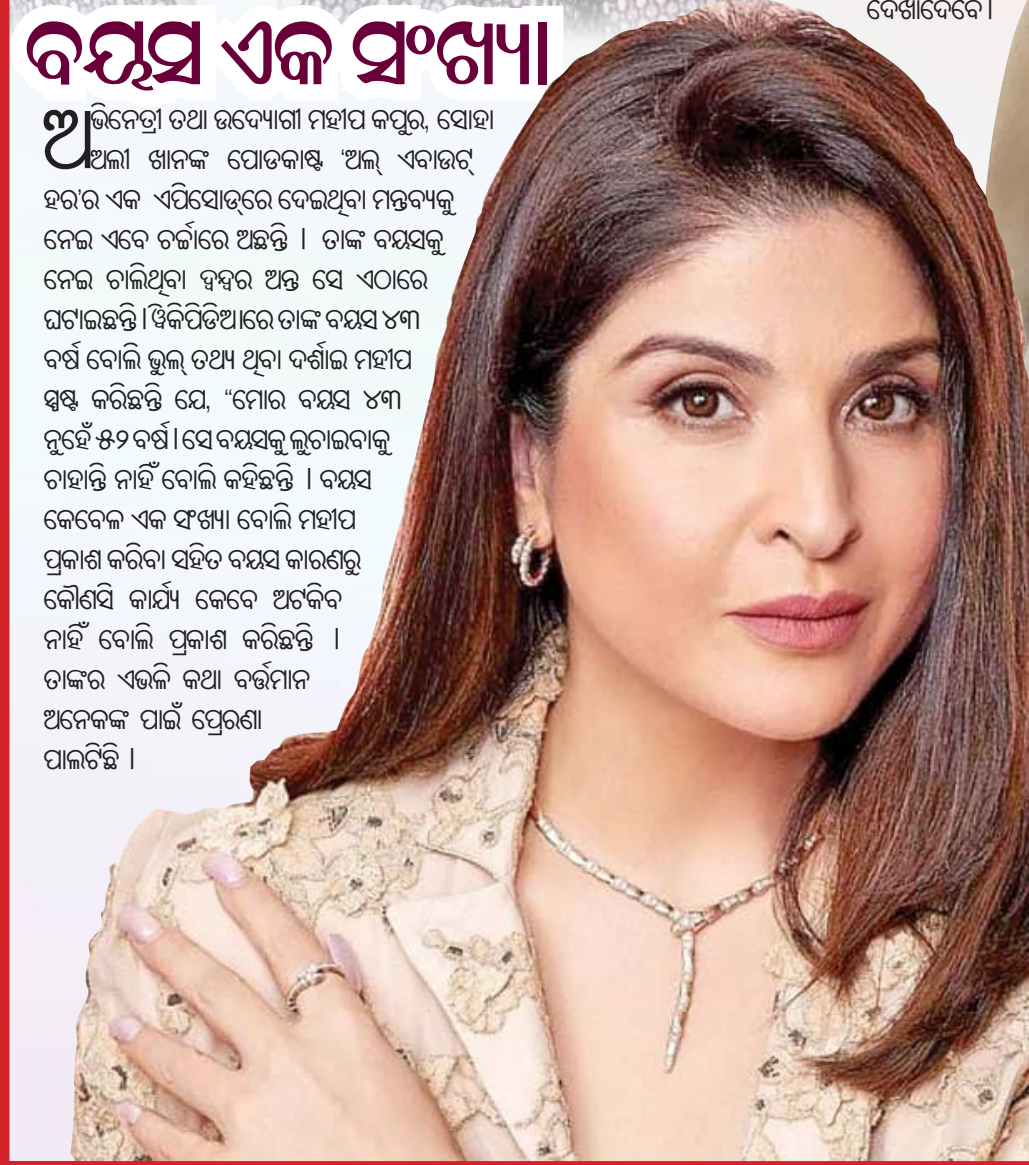 ଦେଖାଦେବେ ।
ବୟସ ଏକ ସଂଖ୍ୟା
ଅଭିନେତ୍ରୀ ତଥା ଉଦ୍ୟୋଗୀ ମହୀପ କପୁର, ସୋହା
ଅଲୀ ଖାନଙ୍କ ପୋଡକାଷ୍ଟ ‘ଅଲ୍ ଏବାଉଟ୍
ହର’ର ଏକ ଏପିସୋଡ୍‌ରେ ଦେଇଥିବା ମନ୍ତବ୍ୟକୁ
ନେଇ ଏବେ ଚର୍ଚ୍ଚାରେ ଅଛନ୍ତି । ତାଙ୍କ ବୟସକୁ
ନେଇ ଚାଲିଥିବା ଦ୍ୱନ୍ଦ୍ୱର ଅନ୍ତ ସେ ଏଠାରେ
ଘଟାଇଛନ୍ତି । ୱିକିପିଡିଆରେ ତାଙ୍କ ବୟସ ୪୩
ବର୍ଷ ବୋଲି ଭୁଲ୍ ତଥ୍ୟ ଥିବା ଦର୍ଶାଇ ମହୀପ
ସ୍ପଷ୍ଟ କରିଛନ୍ତି ଯେ, “ମୋର ବୟସ ୪୩
ନୁହେଁ ୫୨ ବର୍ଷ । ସେ ବୟସକୁ ଲୁଚାଇବାକୁ
ଚାହାନ୍ତି ନାହିଁ ବୋଲି କହିଛନ୍ତି । ବୟସ
କେବେଳ ଏକ ସଂଖ୍ୟା ବୋଲି ମହୀପ
ପ୍ରକାଶ କରିବା ସହିତ ବୟସ କାରଣରୁ
କୌଣସି କାର୍ଯ୍ୟ କେବେ ଅଟକିବ
ନାହିଁ ବୋଲି ପ୍ରକାଶ କରିଛନ୍ତି ।
ତାଙ୍କର ଏଭଳି କଥା ବର୍ତ୍ତମାନ
ଅନେକଙ୍କ ପାଇଁ ପ୍ରେରଣା
ପାଲଟିଛି ।